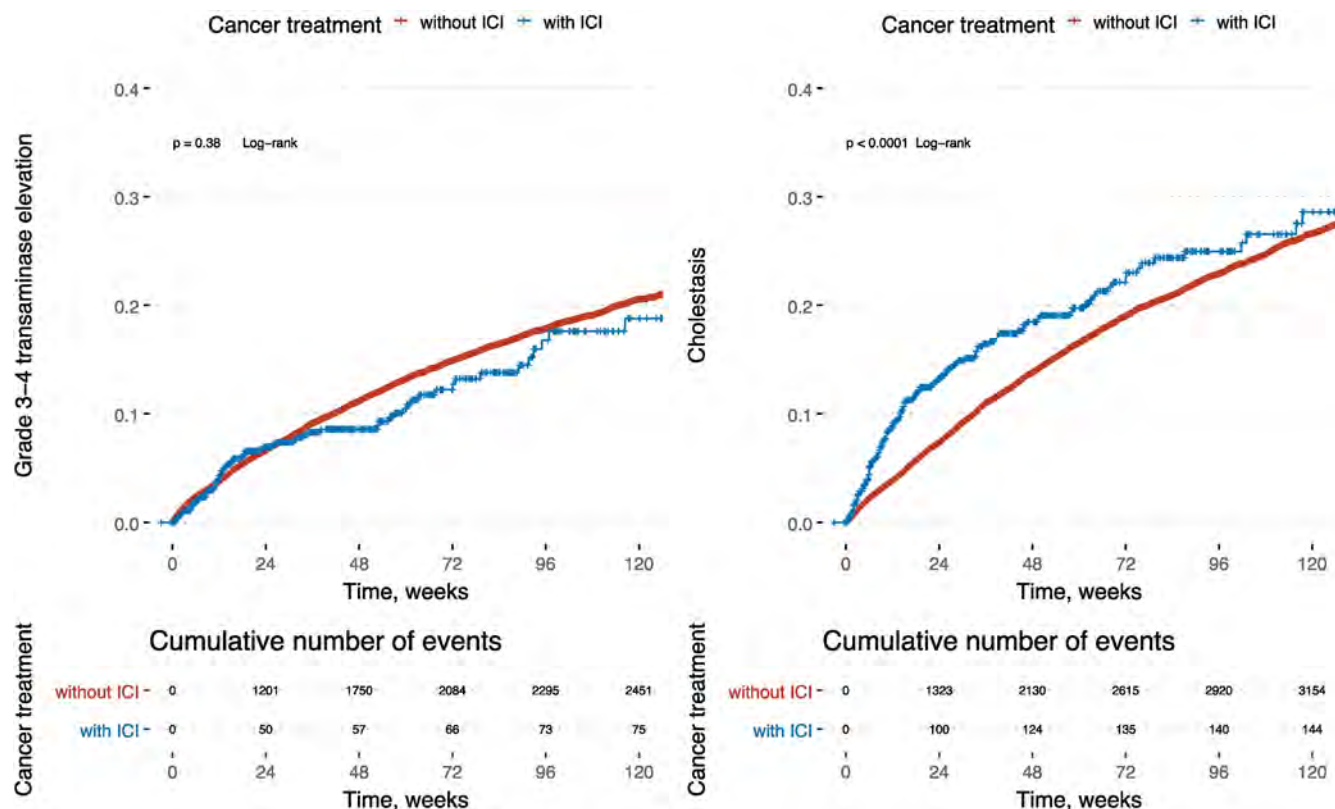 Cancer treatment without ICI with ICI
Grade 3–4 transaminase elevation
0.4
0.3
0.2
0.1
0.0
p = 0.38 Log–rank
0 24 48 72 96 120
Time, weeks
Cumulative number of events
Cancer treatment
without ICI 0 1201 1750 2084 2295 2451
with ICI 0 50 57 66 73 75
0 24 48 72 96 120
Time, weeks
Cancer treatment without ICI with ICI
Cholestasis
0.4
0.3
0.2
0.1
0.0
p < 0.0001 Log–rank
0 24 48 72 96 120
Time, weeks
Cumulative number of events
Cancer treatment
without ICI 0 1323 2130 2615 2920 3154
with ICI 0 100 124 135 140 144
0 24 48 72 96 120
Time, weeks